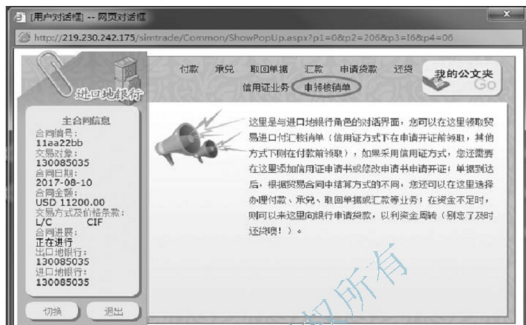 [用户对话框] -- 网页对话框
http://219.230.242.175/simtrade/Common/ShowPopUp.aspx?p1=0&p2=206&p3=16&p4=06
付款 承兑 取回单据 汇款 申请贷款 还贷
信用证业务 申领核销单
我的公文夹
Go
进口地银行
主合同信息
合同编号:
11aa22bb
交易对象:
130085035
合同日期:
2017-08-10
合同金额:
USD 11200.00
交易方式及价格条款:
L/C CIF
合同进展:
正在进行
出口地银行:
130085035
进口地银行:
130085035
切换 退出
这里是与进口地银行角色的对话界面,您可以在这里领取贸
易进口付汇核销单(信用证方式下在申请开证前领取,其他
方式下则在付款前领取),如果采用信用证方式,您还需要
在这里添加信用证申请书或修改申请书申请开证;单据到达
后,根据贸易合同中结算方式的不同,您还可以在这里选择
办理付款、承兑、取回单据或汇款等业务;在资金不足时,
则可以来这里向银行申请贷款,以利资金周转(别忘了及时
还贷噢!)。
权所有